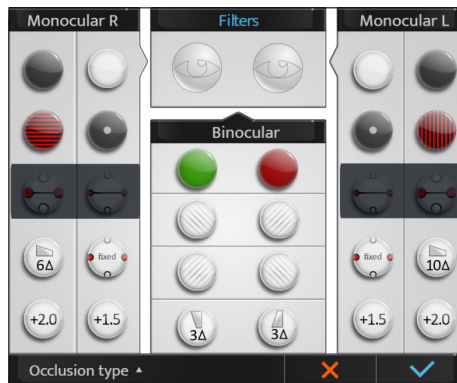 Monocular R
Filters
Monocular L
Binocular
6Δ
fixed
fixed
10Δ
+2.0
+1.5
3Δ
3Δ
+1.5
+2.0
Occlusion type